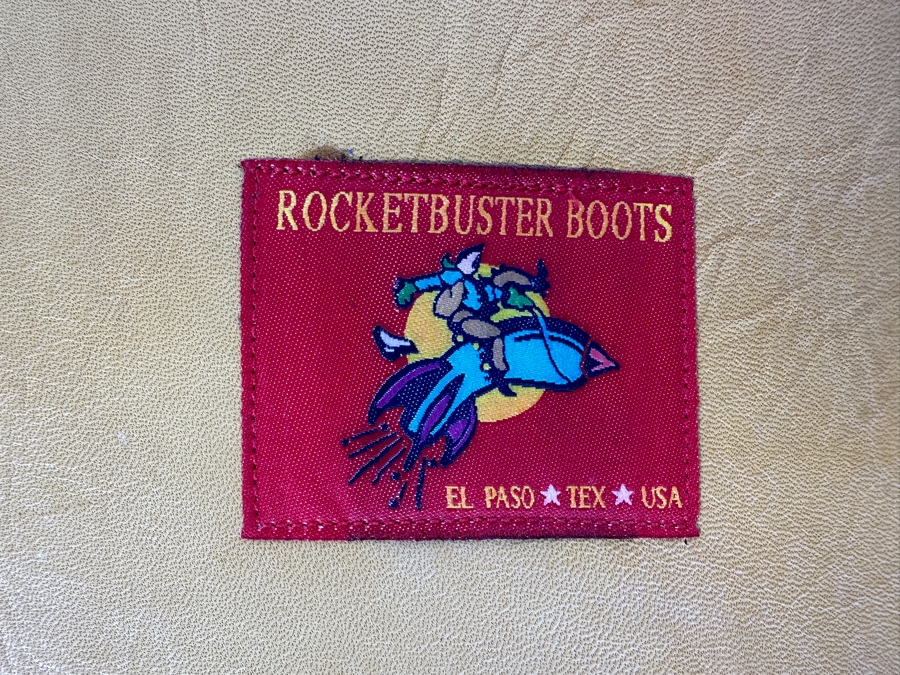 ROCKETBUSTER BOOTS
EL PASO ★ TEX ★ USA